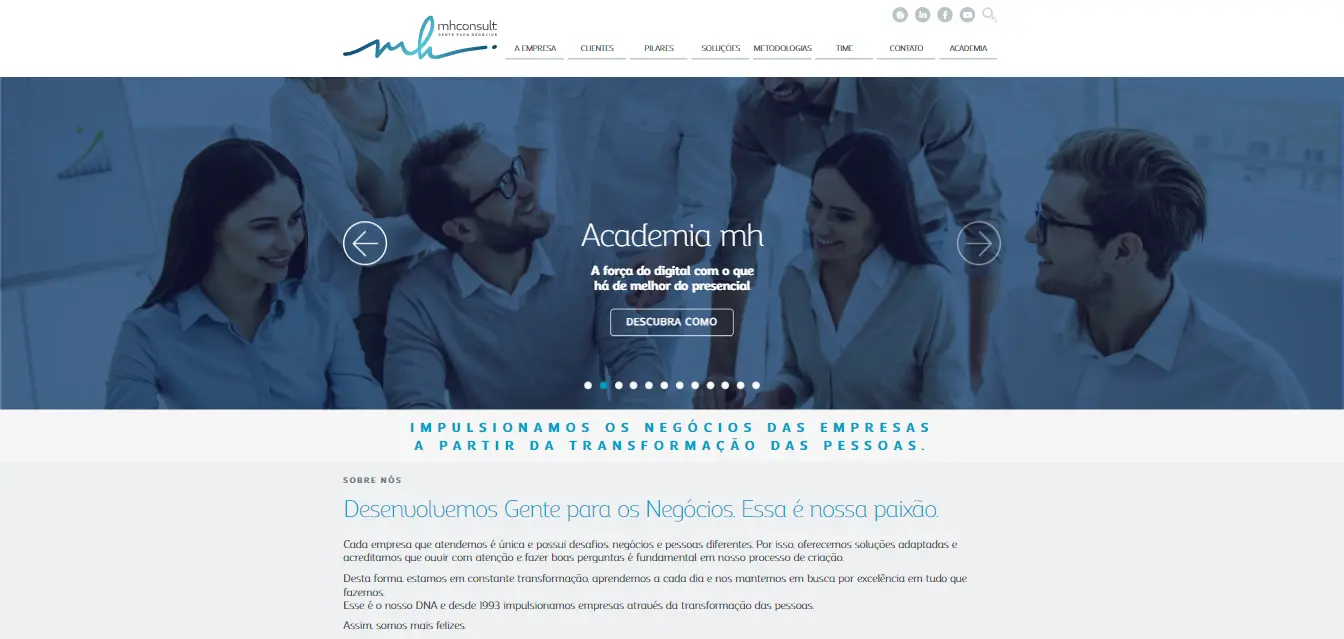 mhconsult
GENTE PARA NEGÓCIOS
mh
A EMPRESA
CLIENTES
PILARES
SOLUÇÕES
METODOLOGIAS
TIME
CONTATO
ACADEMIA
Academia mh
A força do digital com o que
há de melhor do presencial
DESCUBRA COMO
IMPULSIONAMOS OS NEGÓCIOS DAS EMPRESAS
A PARTIR DA TRANSFORMAÇÃO DAS PESSOAS.
SOBRE NÓS
Desenvolvemos Gente para os Negócios. Essa é nossa paixão.
Cada empresa que atendemos é única e possui desafios, negócios e pessoas diferentes. Por isso, oferecemos soluções adaptadas e
acreditamos que ouvir com atenção e fazer boas perguntas é fundamental em nosso processo de criação.
Desta forma, estamos em constante transformação, aprendemos a cada dia e nos mantemos em busca por excelência em tudo que
fazemos.
Esse é o nosso DNA e desde 1993 impulsionamos empresas através da transformação das pessoas.
Assim, somos mais felizes.